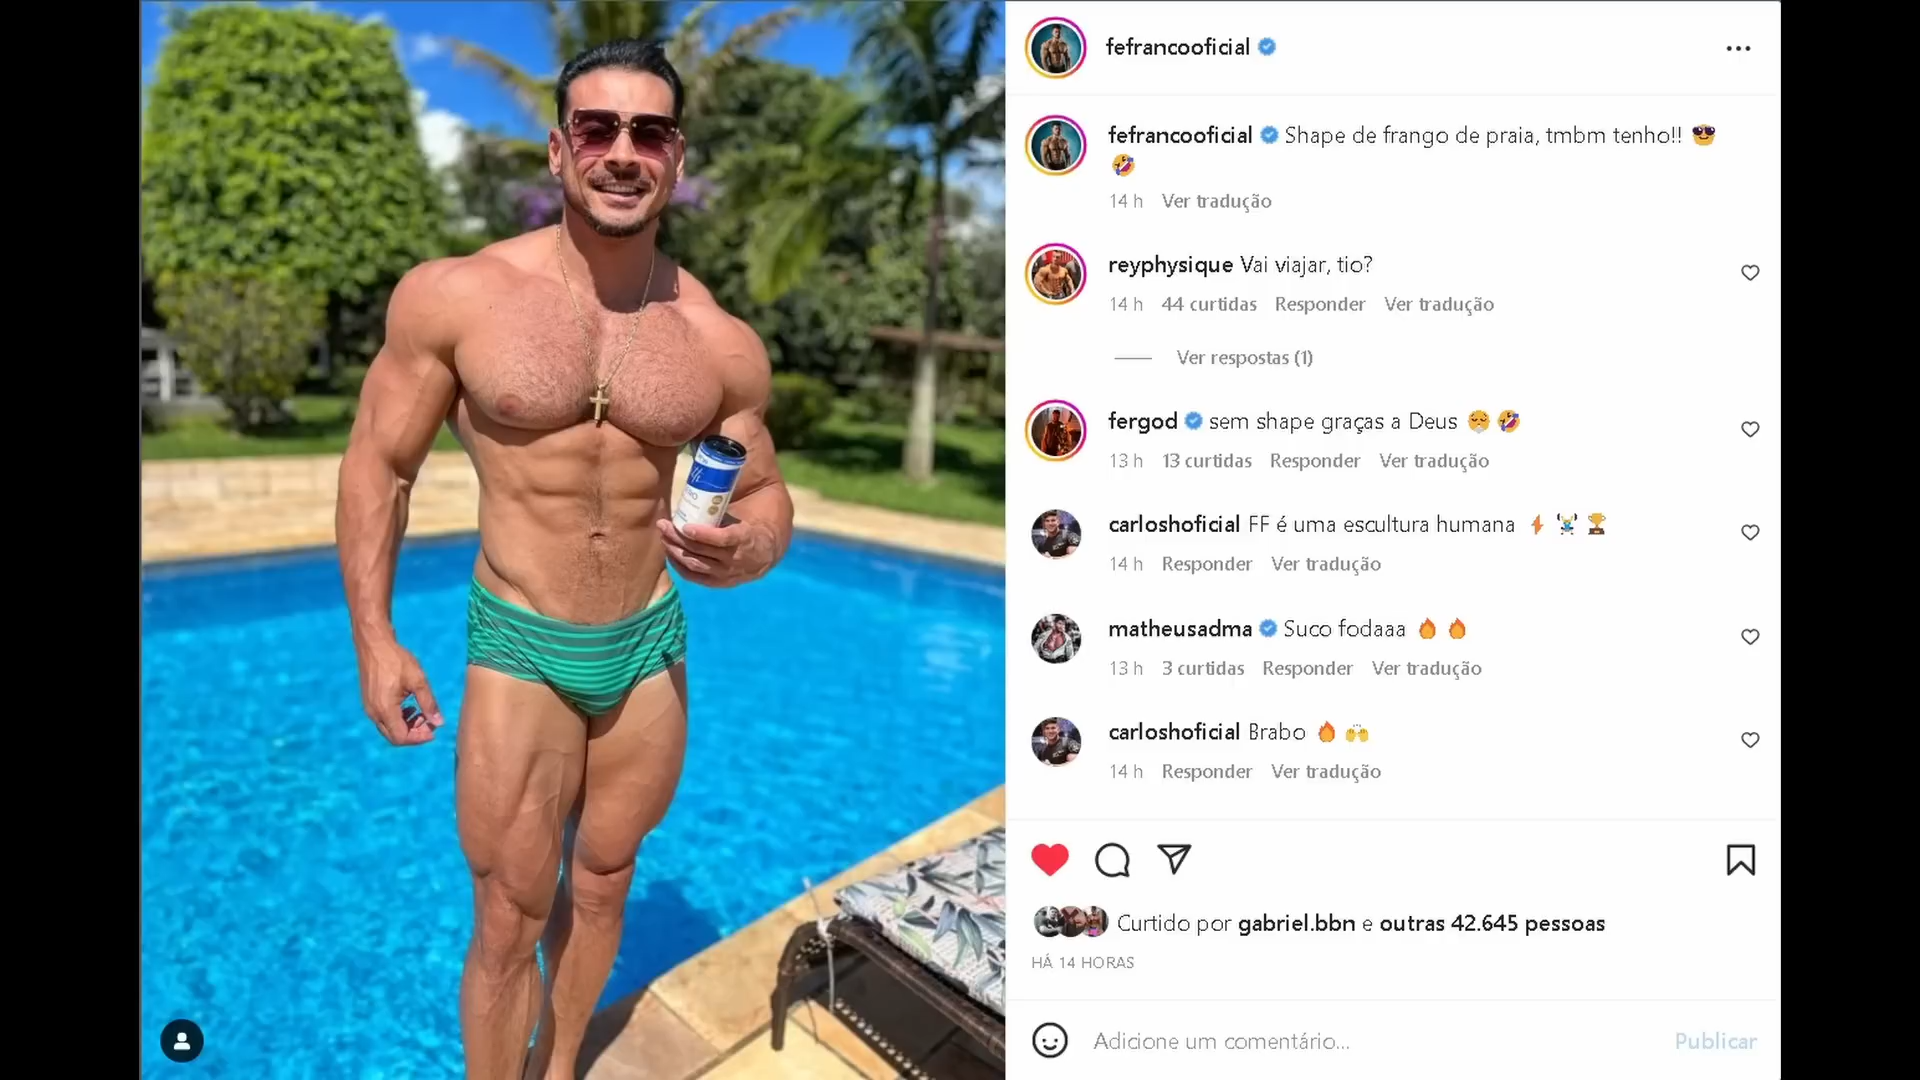 fefrancooficial
fefrancooficial Shape de frango de praia, tmbm tenho!! 😎
🤣
14 h Ver tradução
reyphysique Vai viajar, tio?
14 h 44 curtidas Responder Ver tradução
Ver respostas (1)
fergod sem shape graças a Deus 😮‍💨 🤣
13 h 13 curtidas Responder Ver tradução
carloshoficial FF é uma escultura humana ⚡ 🏋️ 🏆
14 h Responder Ver tradução
matheusadma Suco fodaaa 🔥 🔥
13 h 3 curtidas Responder Ver tradução
carloshoficial Brabo 🔥 🙌
14 h Responder Ver tradução
Curtido por gabriel.bbn e outras 42.645 pessoas
HÁ 14 HORAS
Adicione um comentário... Publicar